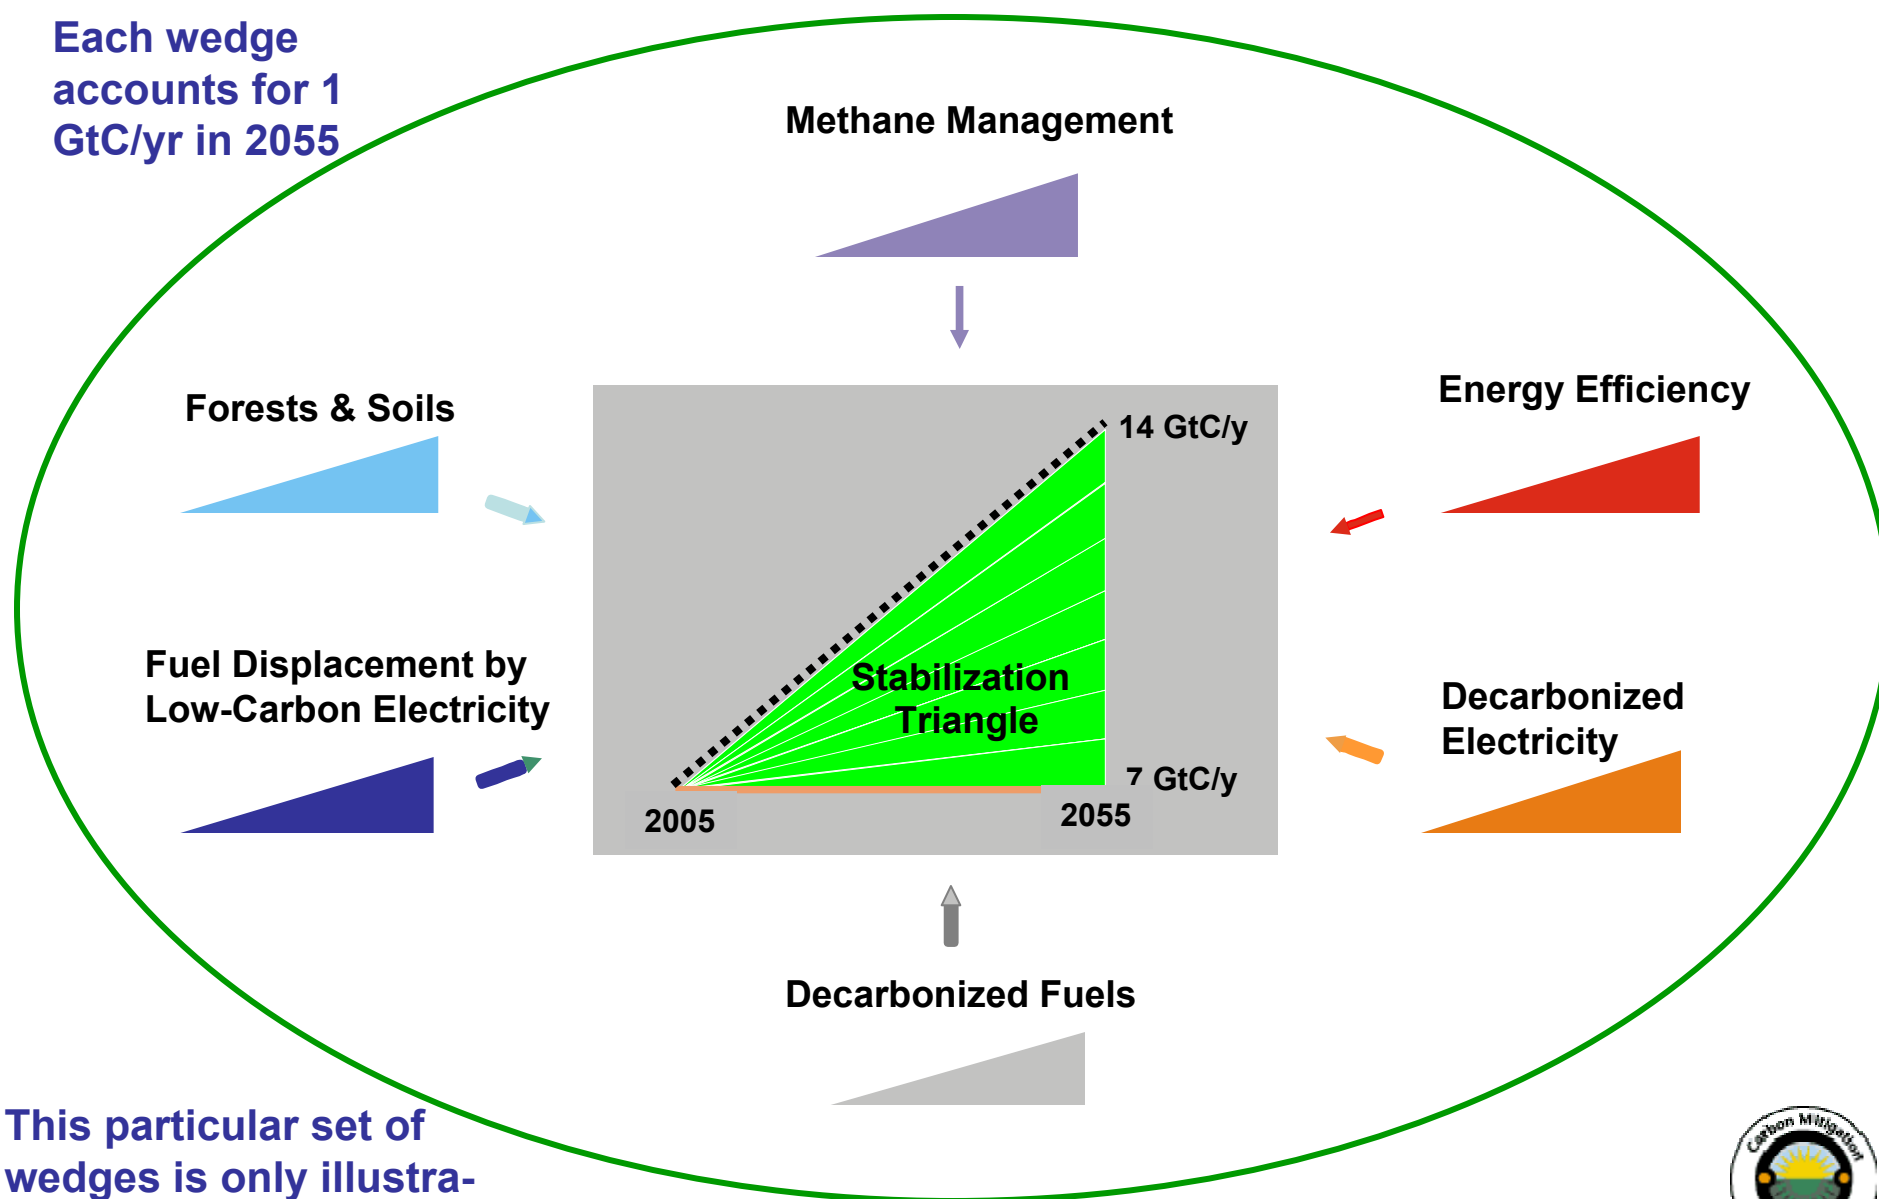 Each wedge
accounts for 1
GtC/yr in 2055
Methane Management
Forests & Soils
Energy Efficiency
14 GtC/y
Fuel Displacement by
Low-Carbon Electricity
Stabilization
Triangle
Decarbonized
Electricity
7 GtC/y
2005
2055
Decarbonized Fuels
This particular set of
wedges is only illustra-
Carbon Mitigation